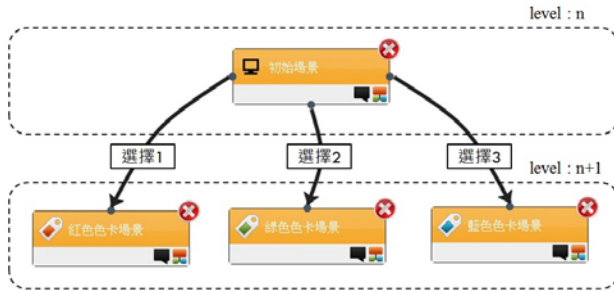 level : n
初始場景
選擇1
選擇2
選擇3
level : n+1
紅色色卡場景
綠色色卡場景
藍色色卡場景